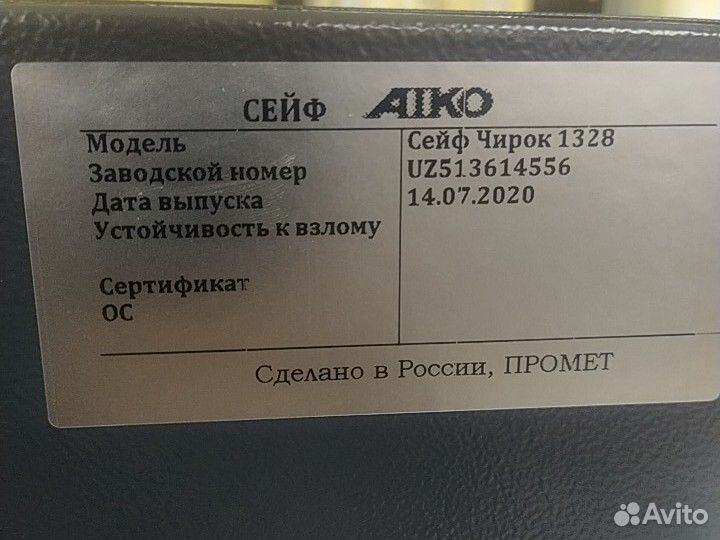 СЕЙФ AIKO
Модель Сейф Чирок 1328
Заводской номер UZ513614556
Дата выпуска 14.07.2020
Устойчивость к взлому
Сертификат
ОС
Сделано в России, ПРОМЕТ
Avito